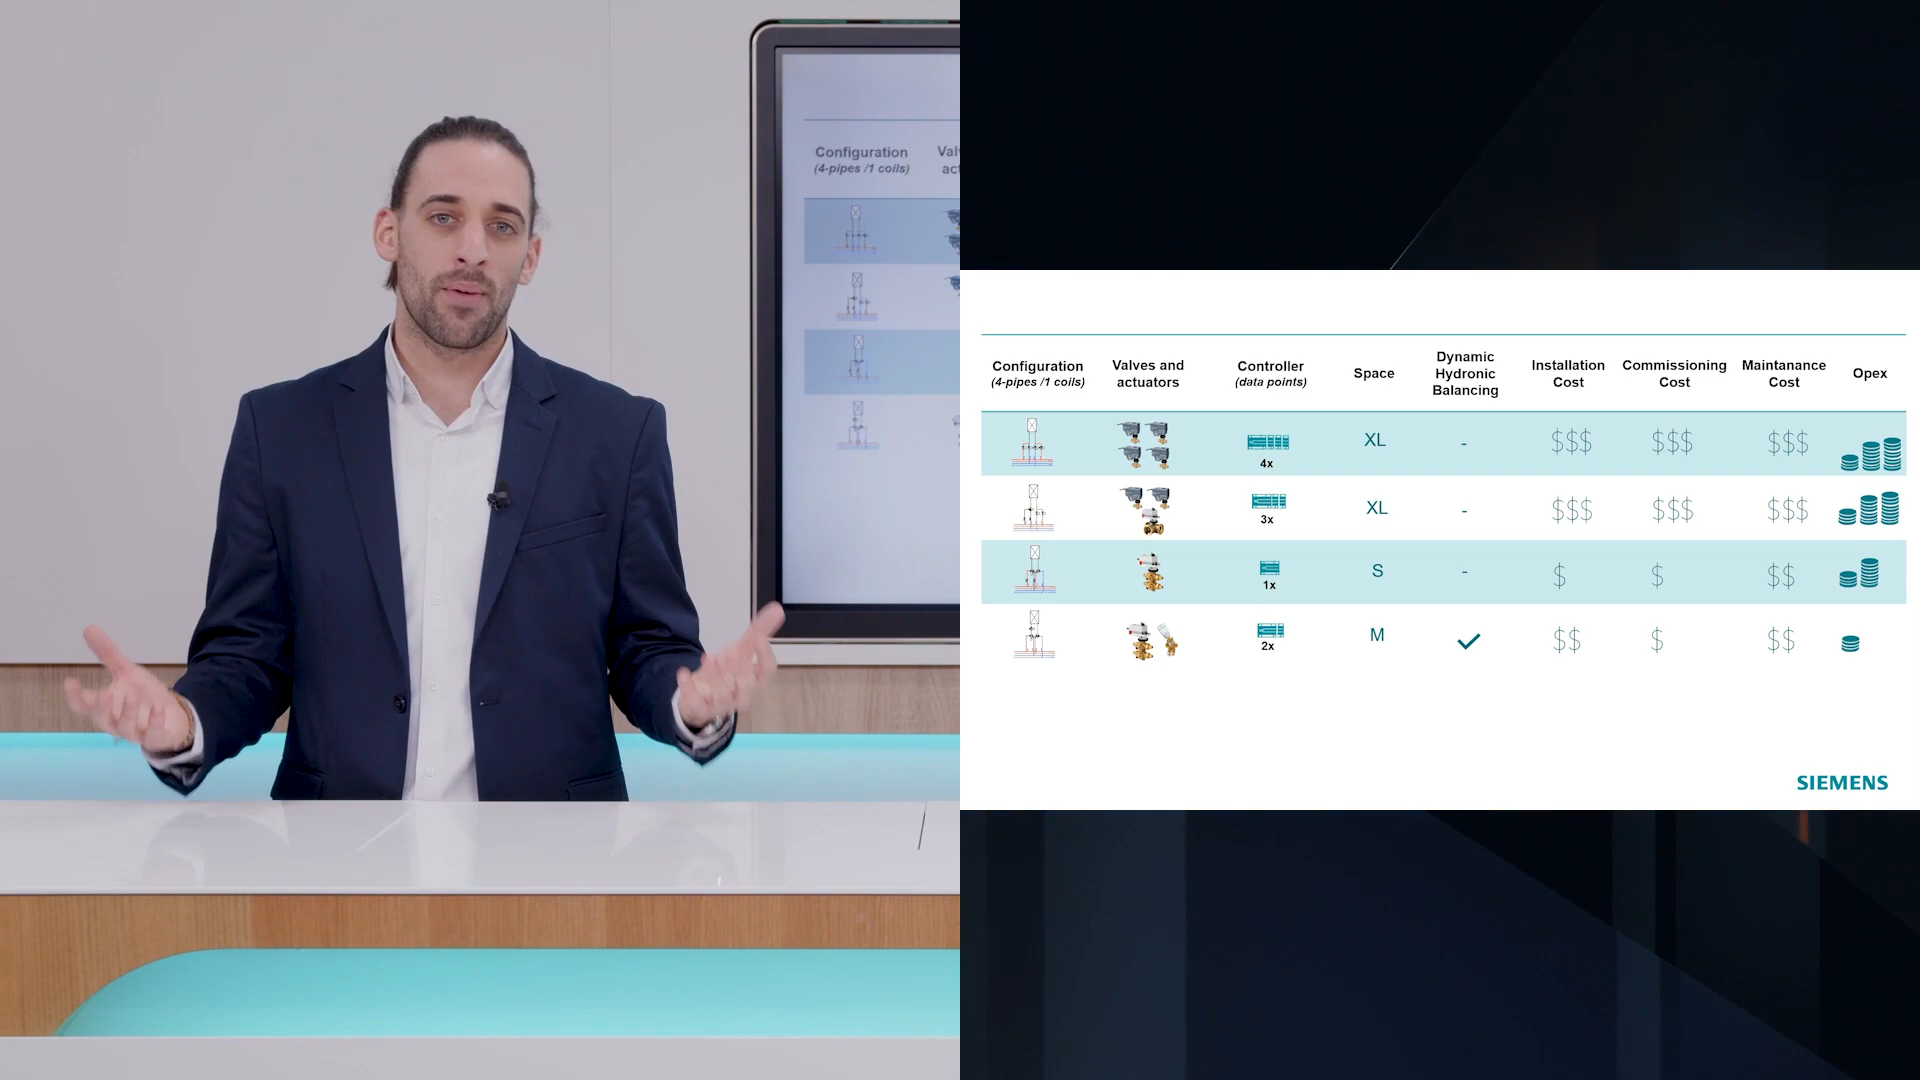 Configuration
(4-pipes /1 coils)
Configuration
(4-pipes /1 coils)
Valves and
actuators
Controller
(data points)
Space
Dynamic
Hydronic
Balancing
Installation
Cost
Commissioning
Cost
Maintanance
Cost
Opex
4x
XL
-
$$$
$$$
$$$
3x
XL
-
$$$
$$$
$$$
1x
S
-
$
$
$$
2x
M
$$
$
$$
SIEMENS